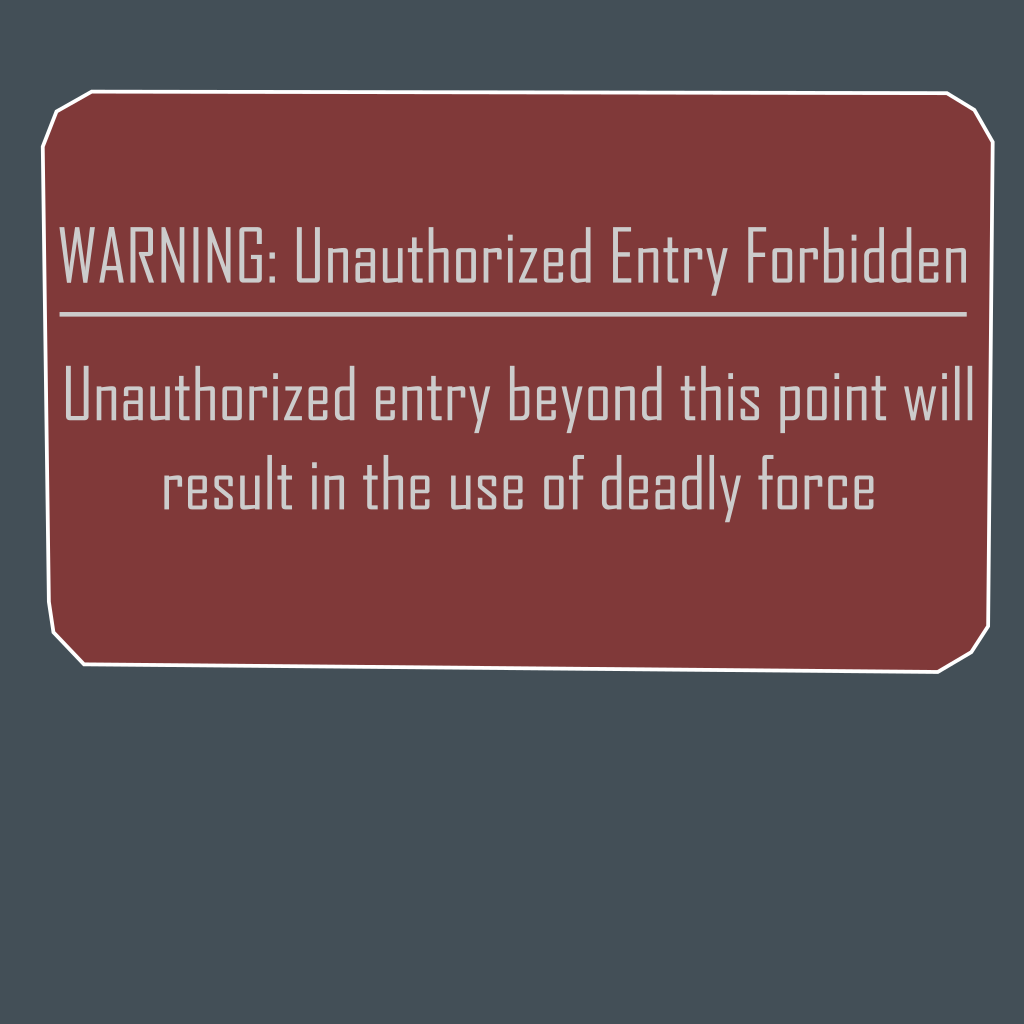 WARNING: Unauthorized Entry Forbidden
Unauthorized entry beyond this point will
result in the use of deadly force